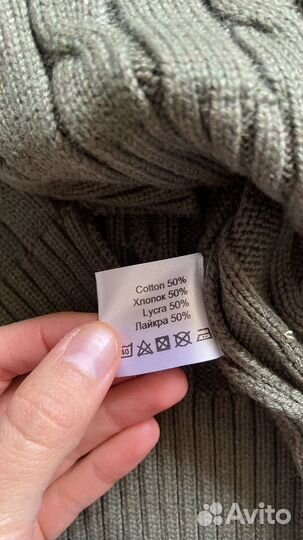 Cotton 50%
Хлопок 50%
Lycra 50%
Лайкра 50%
40
Avito